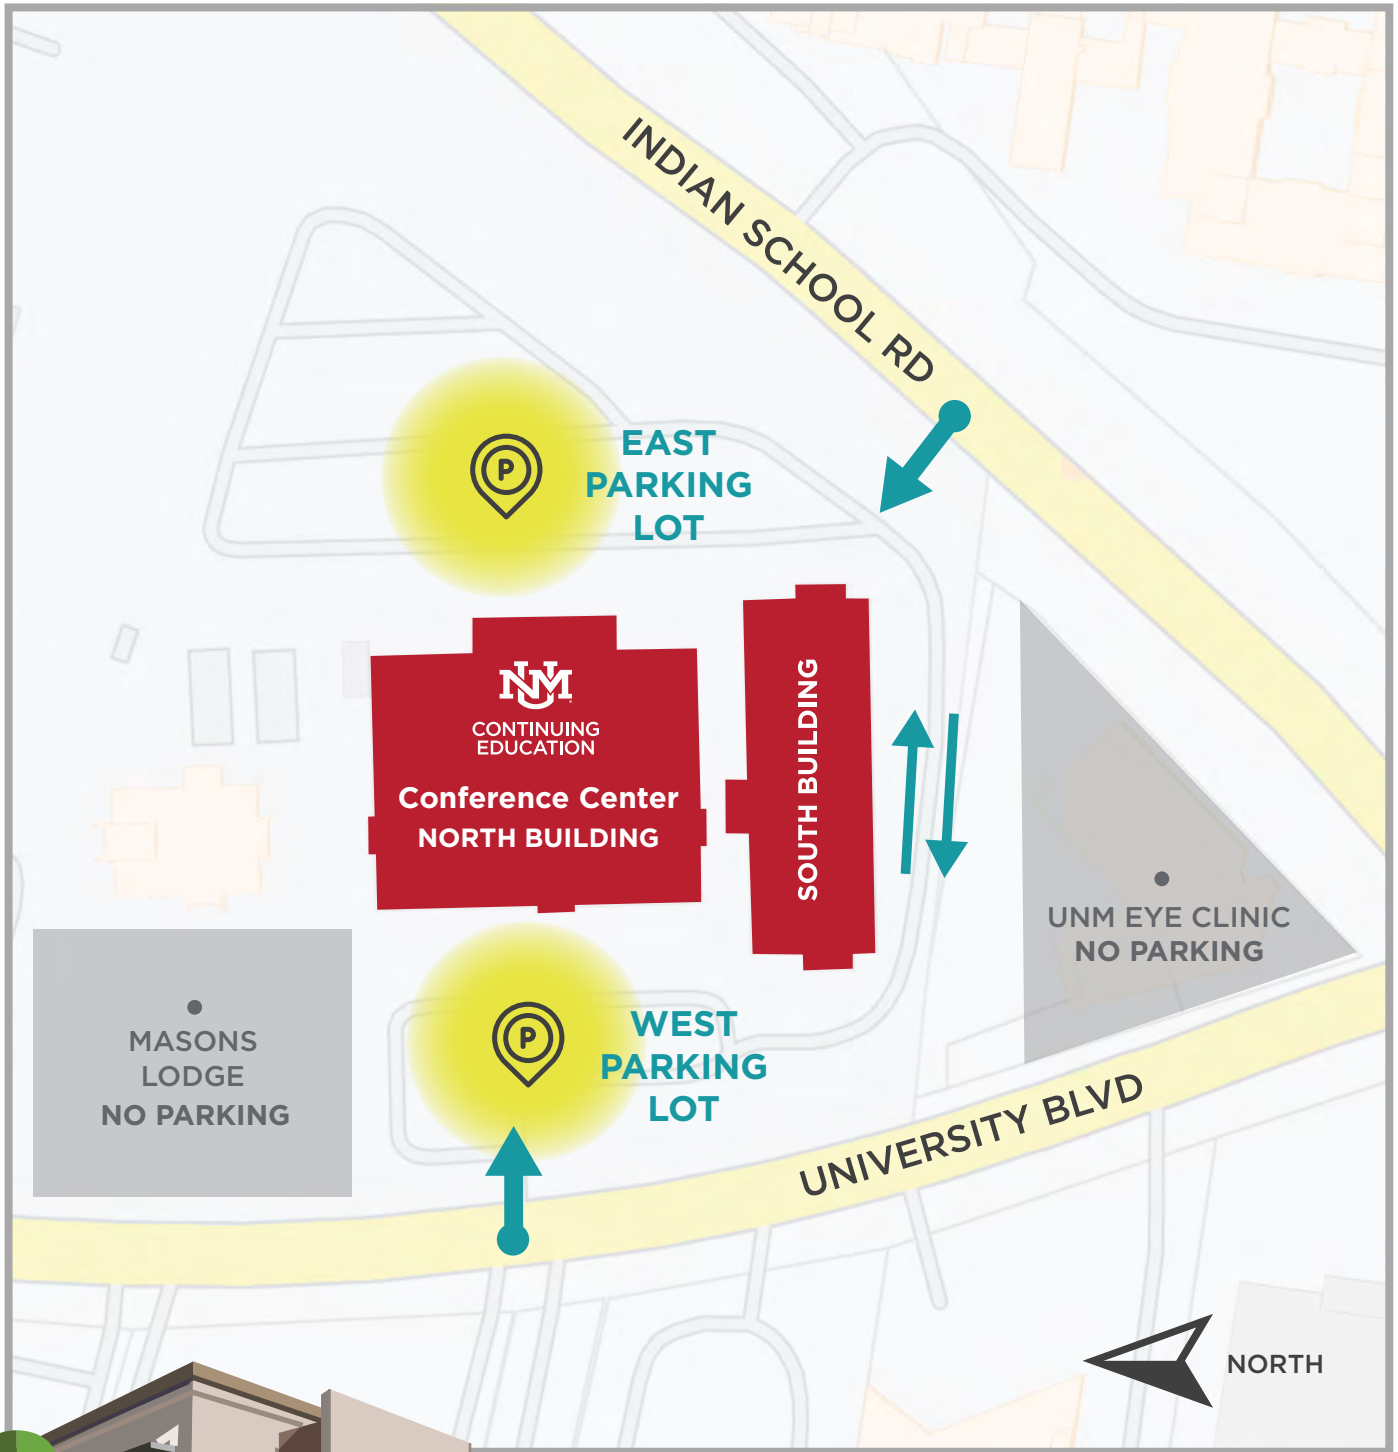 INDIAN SCHOOL RD
P
EAST
PARKING
LOT
UNM
CONTINUING
EDUCATION
Conference Center
NORTH BUILDING
SOUTH BUILDING
UNM EYE CLINIC
NO PARKING
MASONS
LODGE
NO PARKING
P
WEST
PARKING
LOT
UNIVERSITY BLVD
NORTH